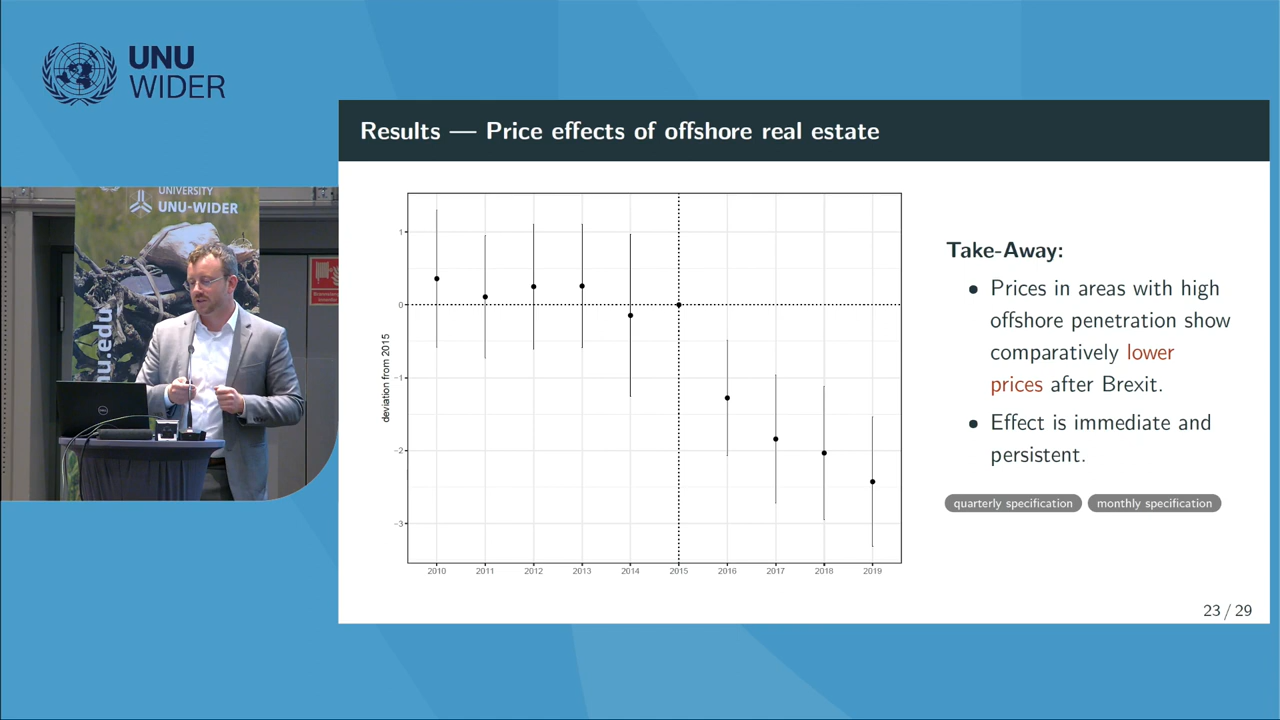 UNU
WIDER
Results — Price effects of offshore real estate
UNIVERSITY
UNU-WIDER
nu.edu
deviation from 2015
1
0
−1
−2
−3
2010 2011 2012 2013 2014 2015 2016 2017 2018 2019
Take-Away:
• Prices in areas with high
offshore penetration show
comparatively lower
prices after Brexit.
• Effect is immediate and
persistent.
quarterly specification monthly specification
23 / 29